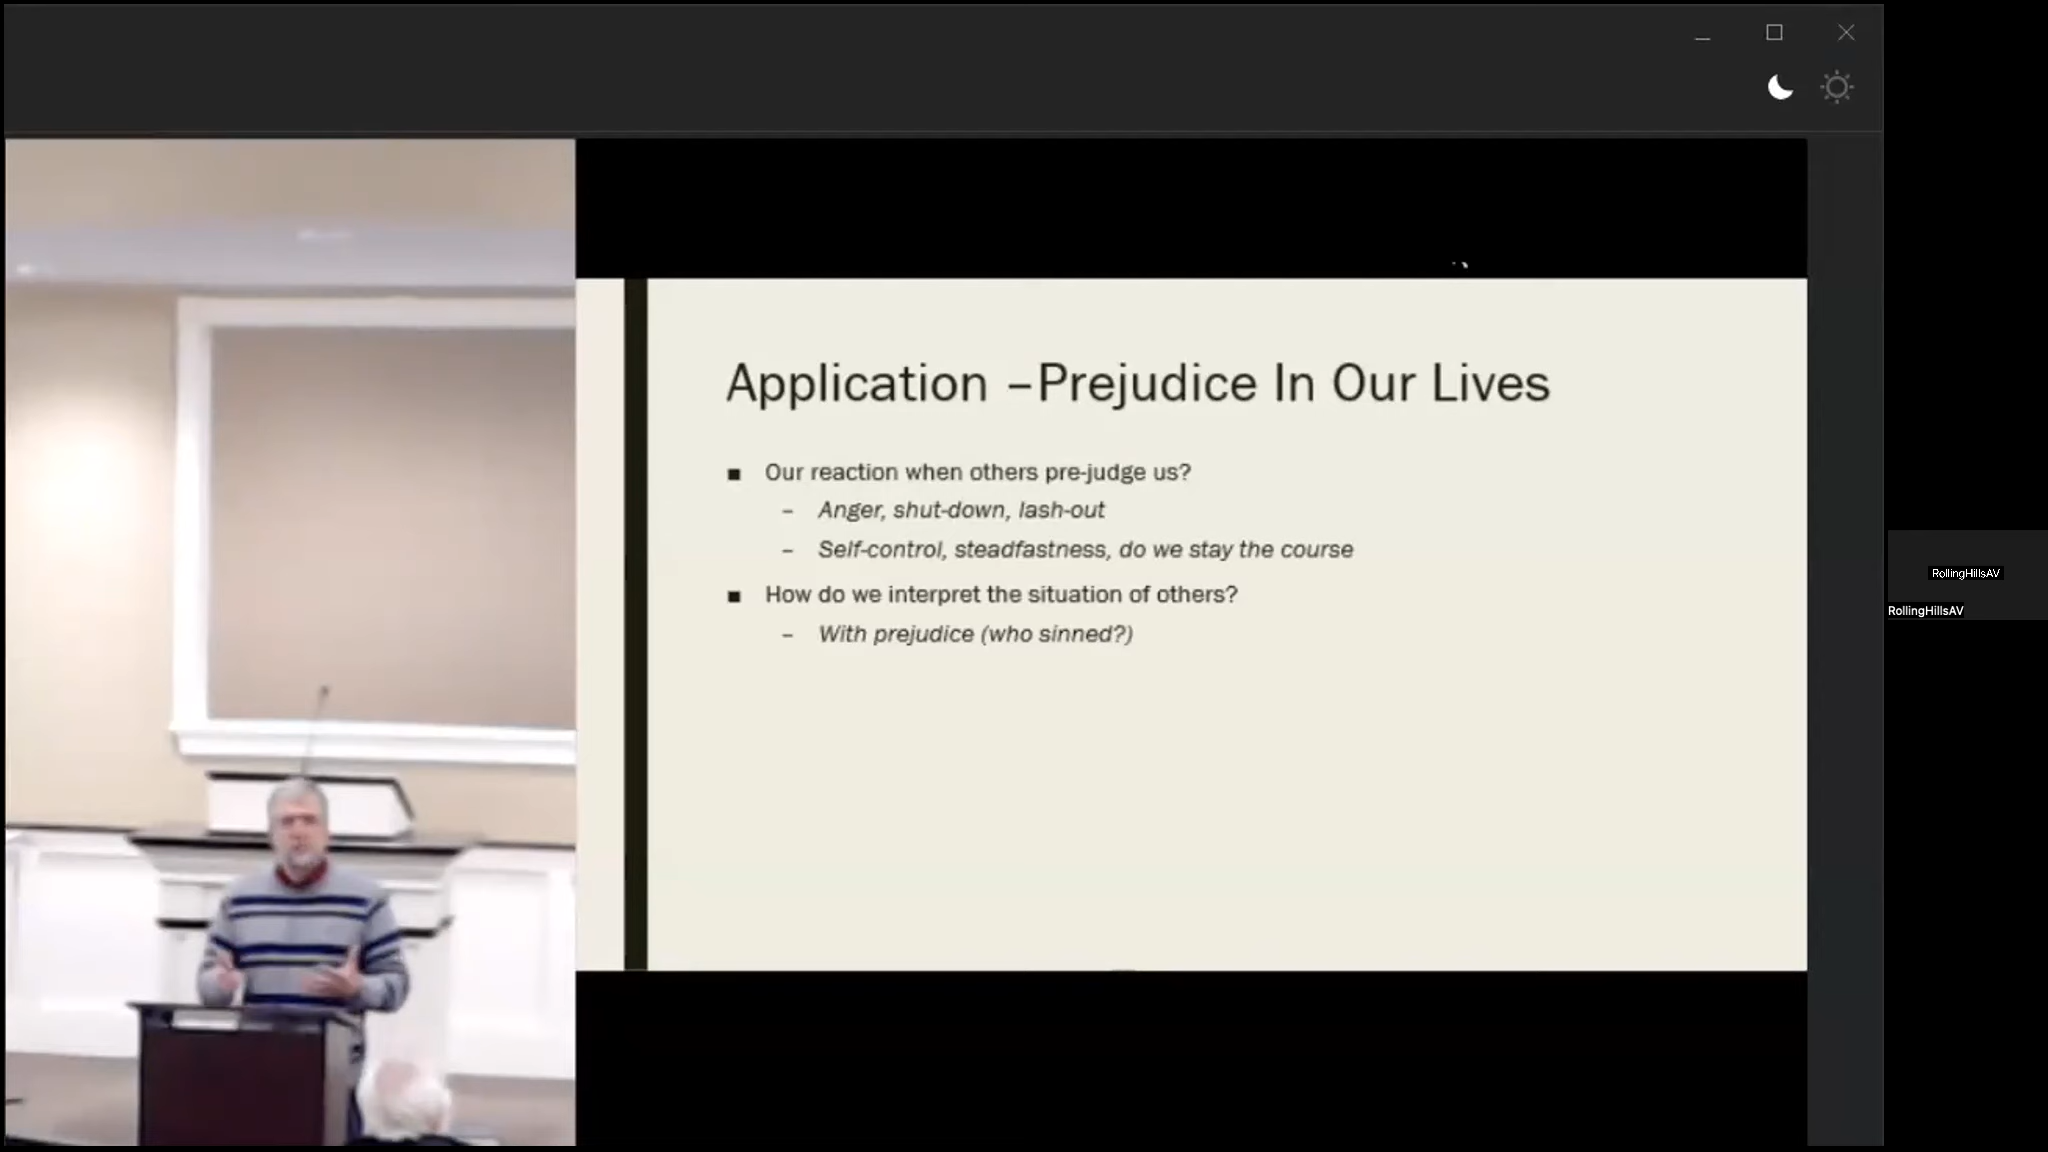 Application –Prejudice In Our Lives
■ Our reaction when others pre-judge us?
– Anger, shut-down, lash-out
– Self-control, steadfastness, do we stay the course
■ How do we interpret the situation of others?
– With prejudice (who sinned?)
RollingHillsAV
RollingHillsAV